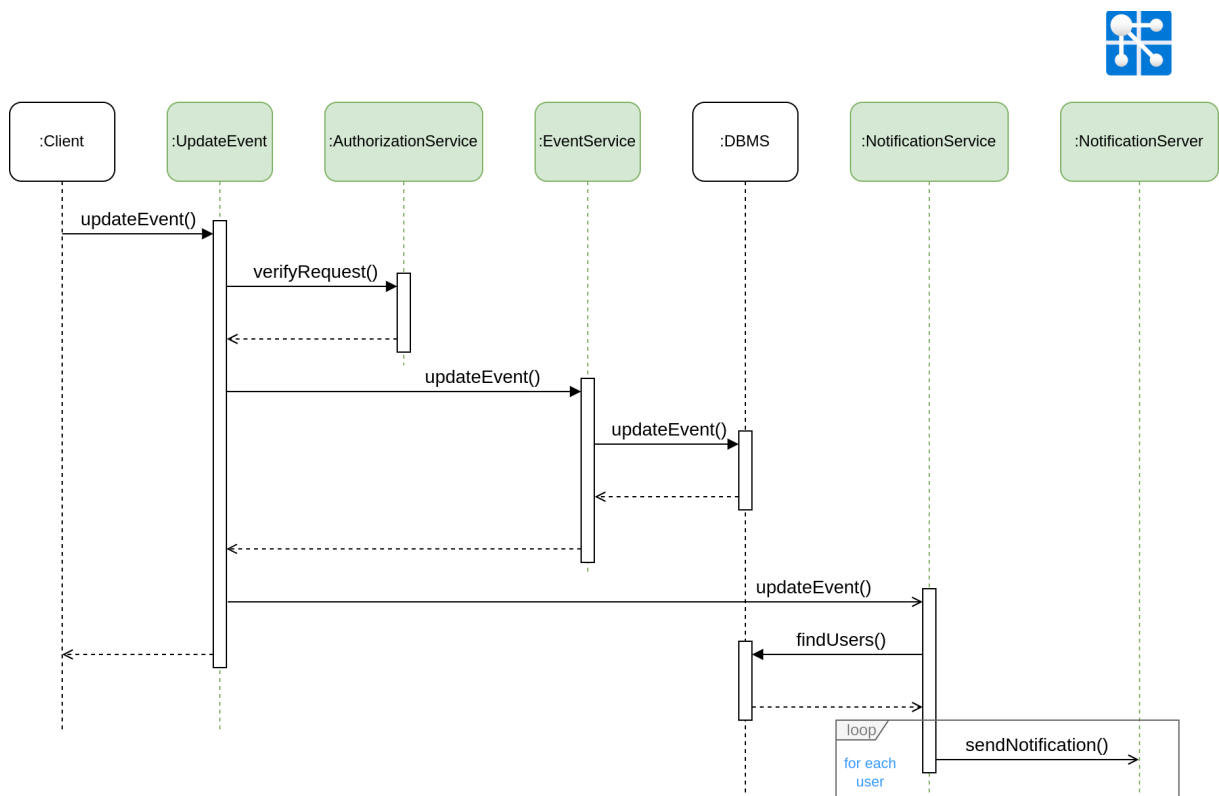 :Client
:UpdateEvent
:AuthorizationService
:EventService
:DBMS
:NotificationService
:NotificationServer
updateEvent()
verifyRequest()
updateEvent()
updateEvent()
updateEvent()
findUsers()
loop
for each
user
sendNotification()